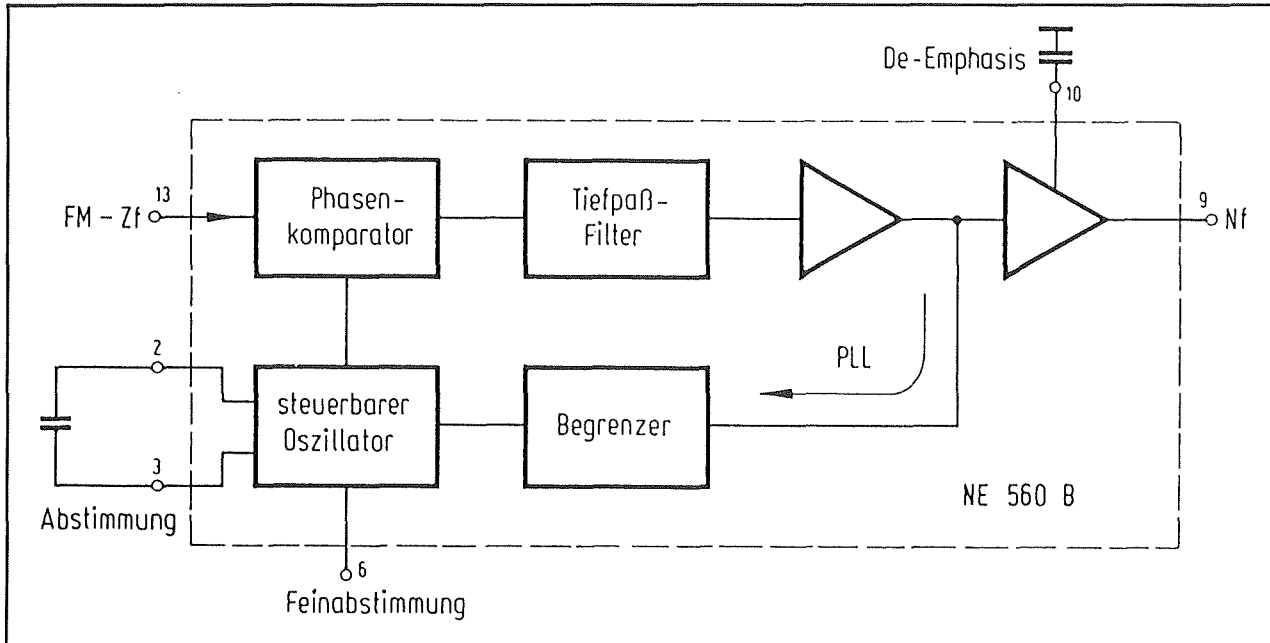 De-Emphasis
10
13
FM - Zf
Phasen-
komparator
Tiefpaß-
Filter
9
Nf
2
PLL
steuerbarer
Oszillator
Begrenzer
3
Abstimmung
NE 560 B
6
Feinabstimmung